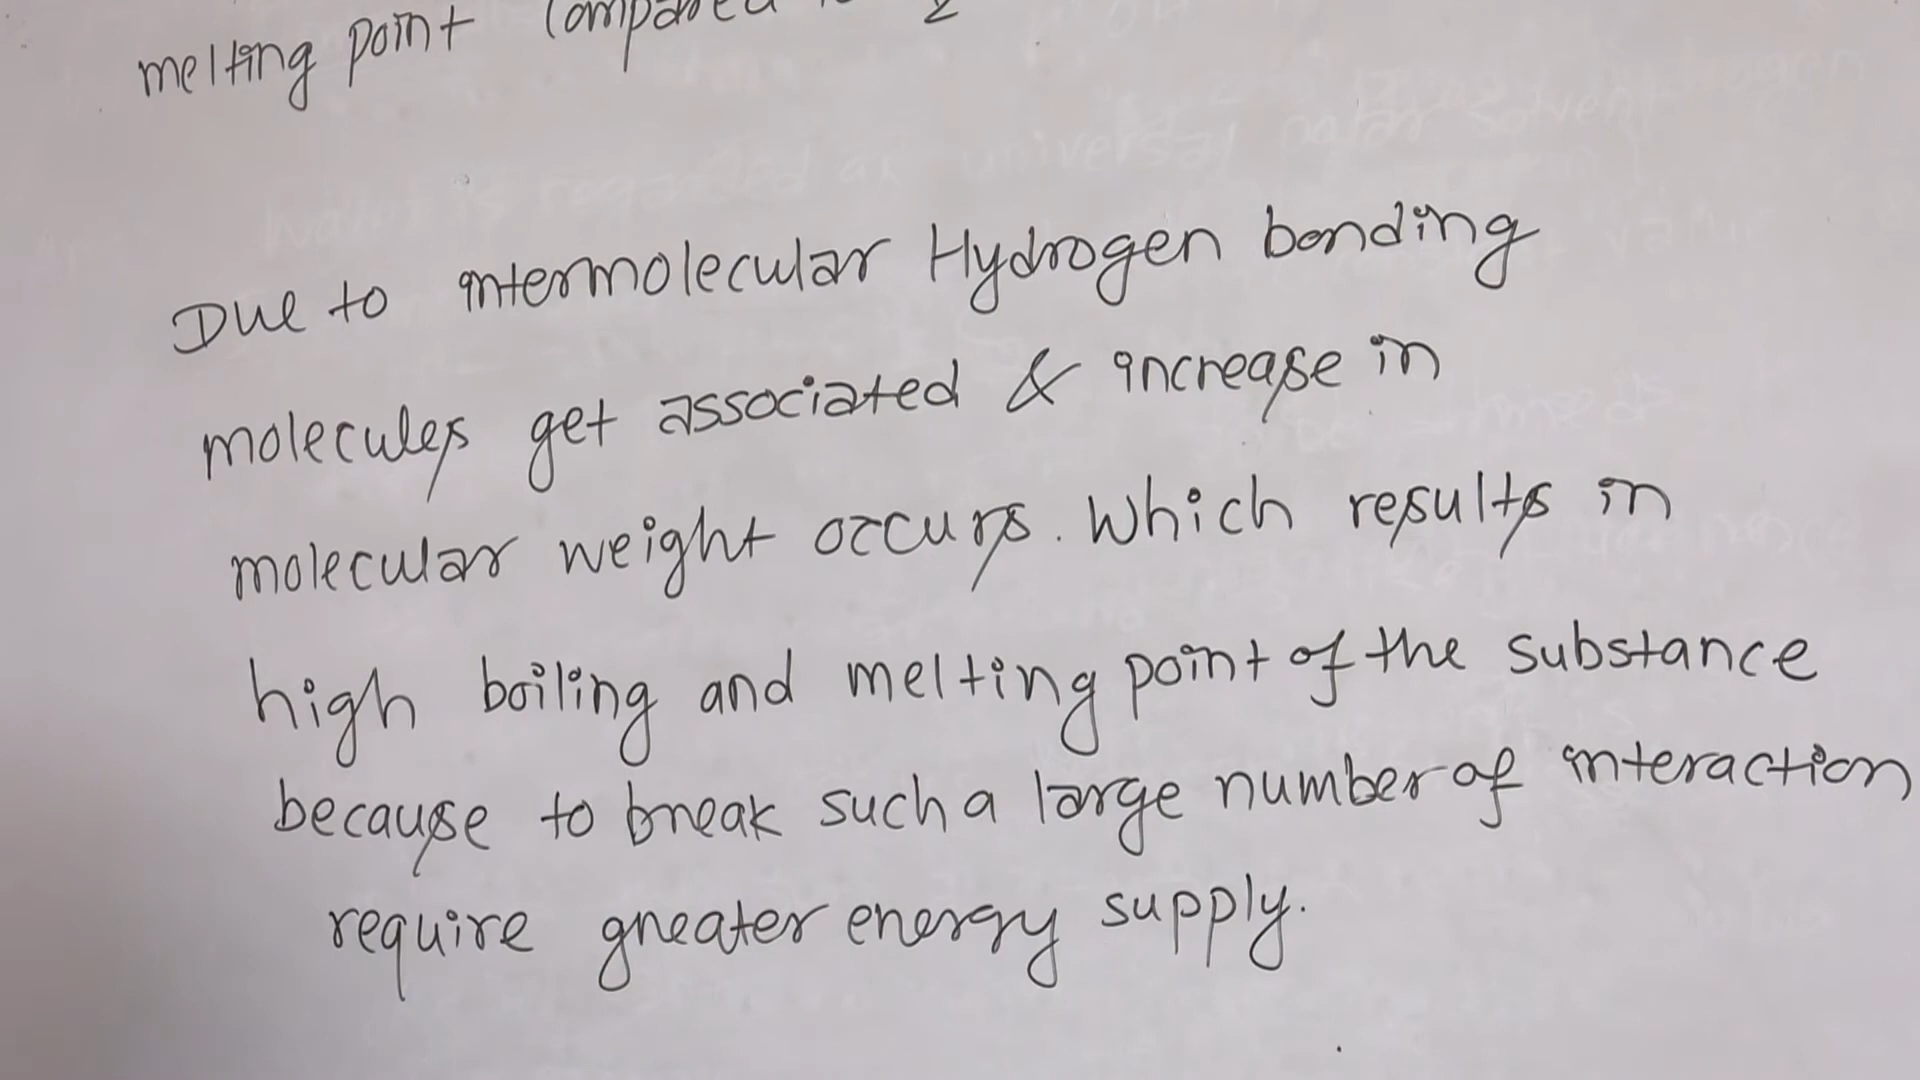 melting point compared
Due to intermolecular Hydrogen bonding
molecules get associated & increase in
molecular weight occurs. Which results in
high boiling and melting point of the substance
because to break such a large number of interaction
require greater energy supply.